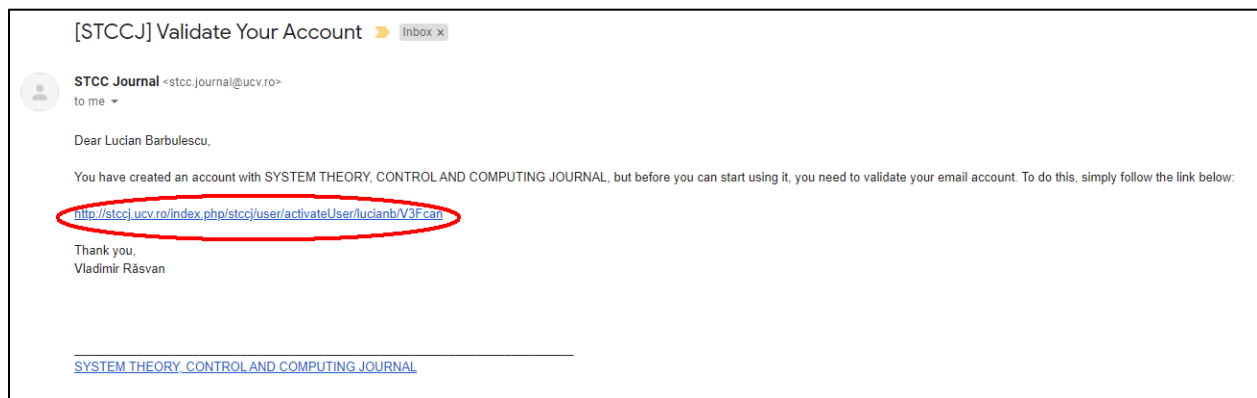 [STCCJ] Validate Your Account Inbox x
STCC Journal <stcc.journal@ucv.ro>
to me
Dear Lucian Barbulescu,
You have created an account with SYSTEM THEORY, CONTROL AND COMPUTING JOURNAL, but before you can start using it, you need to validate your email account. To do this, simply follow the link below:
http://stccj.ucv.ro/index.php/stccj/user/activateUser/lucianb/V3Fcan
Thank you,
Vladimir Răsvan
SYSTEM THEORY, CONTROL AND COMPUTING JOURNAL